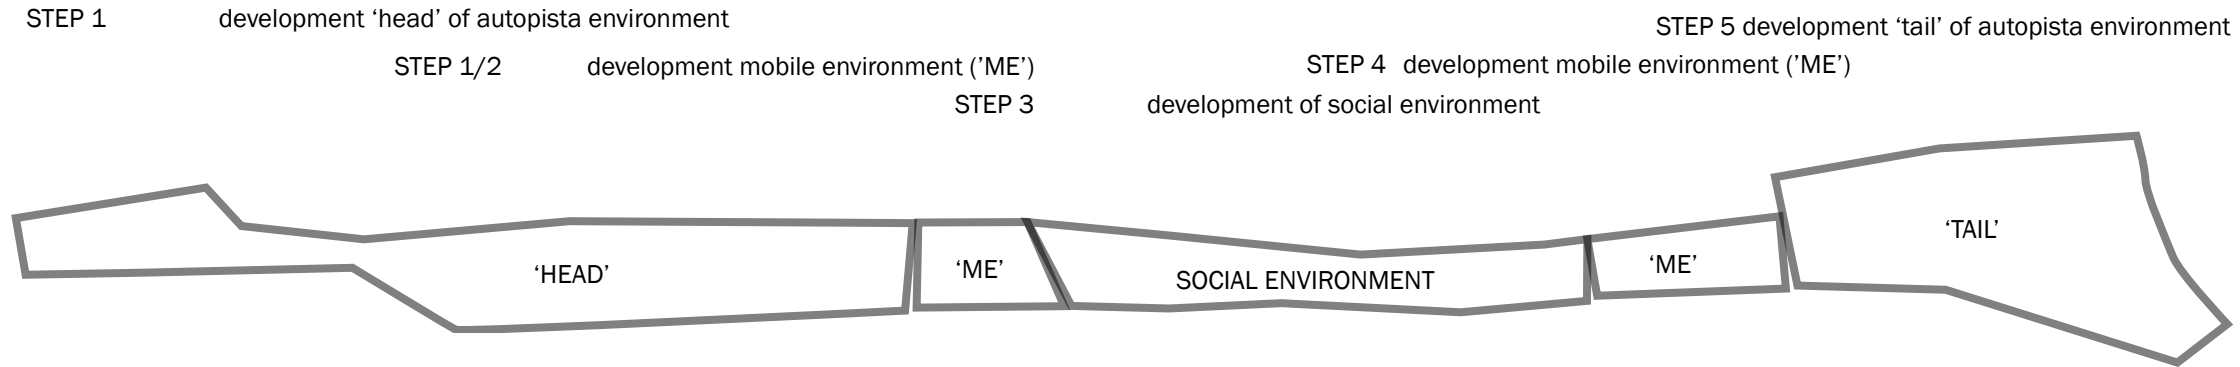 STEP 1 development ‘head’ of autopista environment
STEP 5 development ‘tail’ of autopista environment
STEP 1/2 development mobile environment (’ME’)
STEP 4 development mobile environment (’ME’)
STEP 3 development of social environment
‘HEAD’
‘ME’
SOCIAL ENVIRONMENT
‘ME’
‘TAIL’